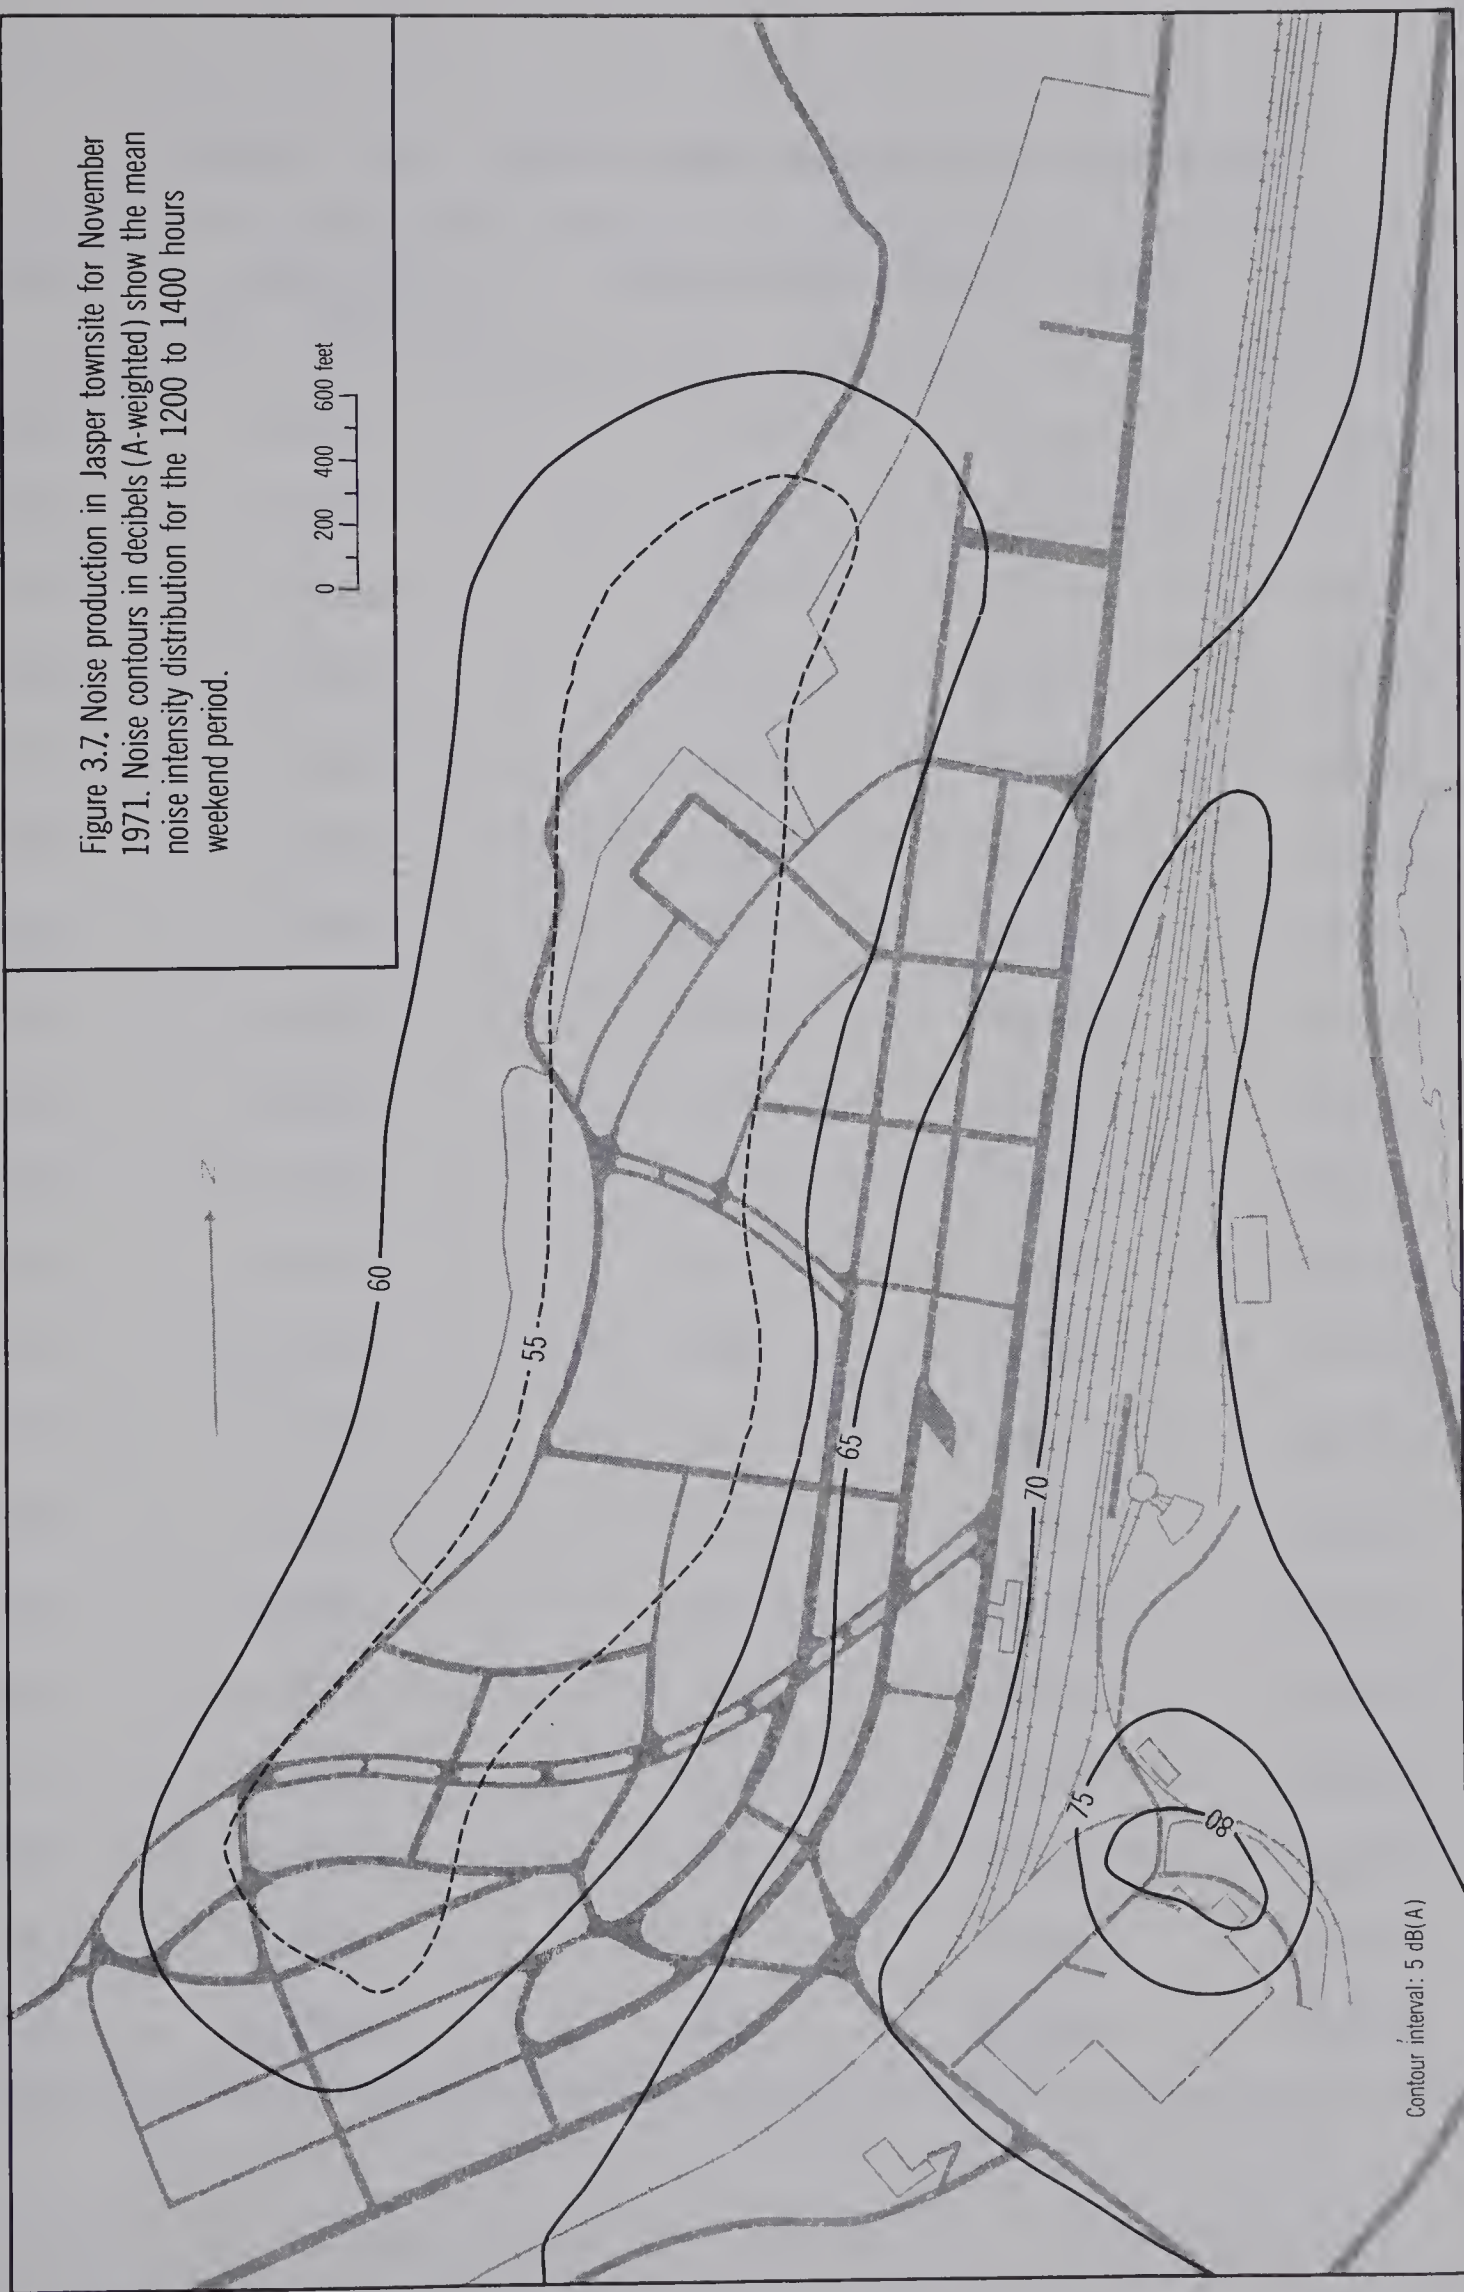 Figure 3.7. Noise production in Jasper townsite for November
1971. Noise contours in decibels (A-weighted) show the mean
noise intensity distribution for the 1200 to 1400 hours
weekend period.
0 200 400 600 feet
N
60
55
65
70
75
80
Contour interval: 5 dB(A)